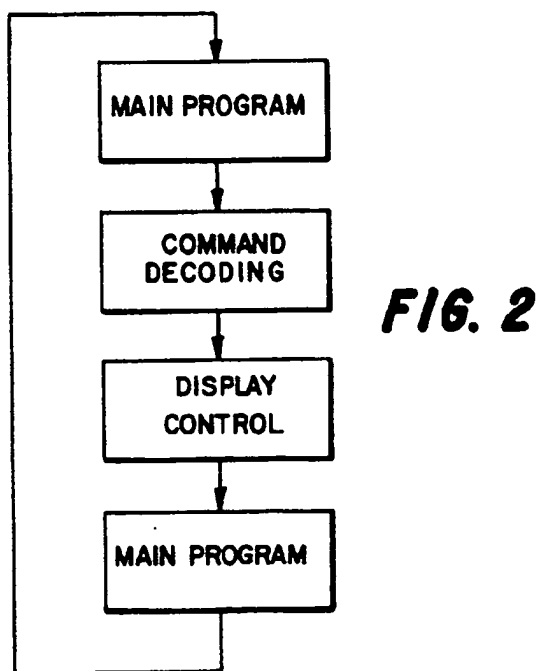 MAIN PROGRAM
COMMAND
DECODING
FIG. 2
DISPLAY
CONTROL
MAIN PROGRAM